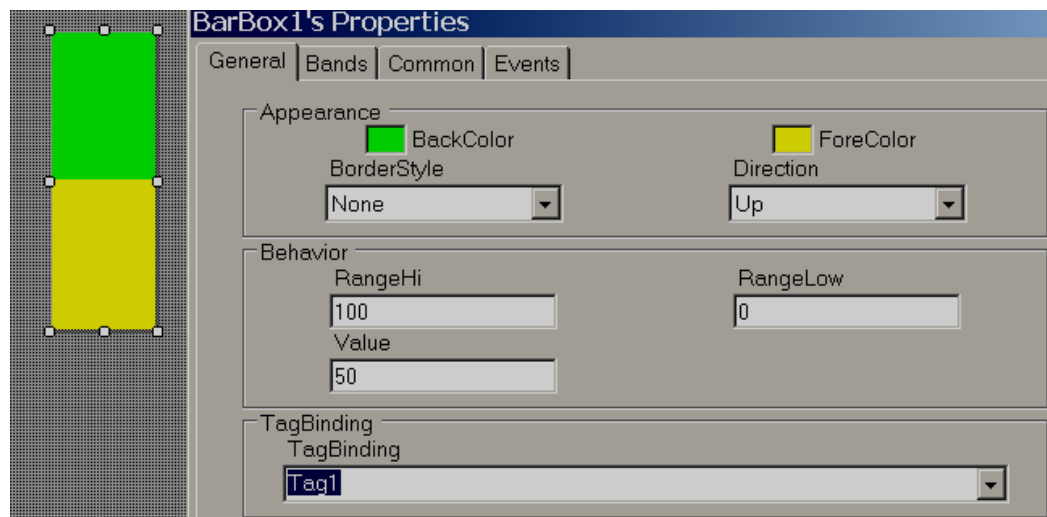 BarBox1's Properties
General Bands Common Events
Appearance
BackColor ForeColor
BorderStyle Direction
None Up
Behavior
RangeHi RangeLow
100 0
Value
50
TagBinding
TagBinding
Tag1